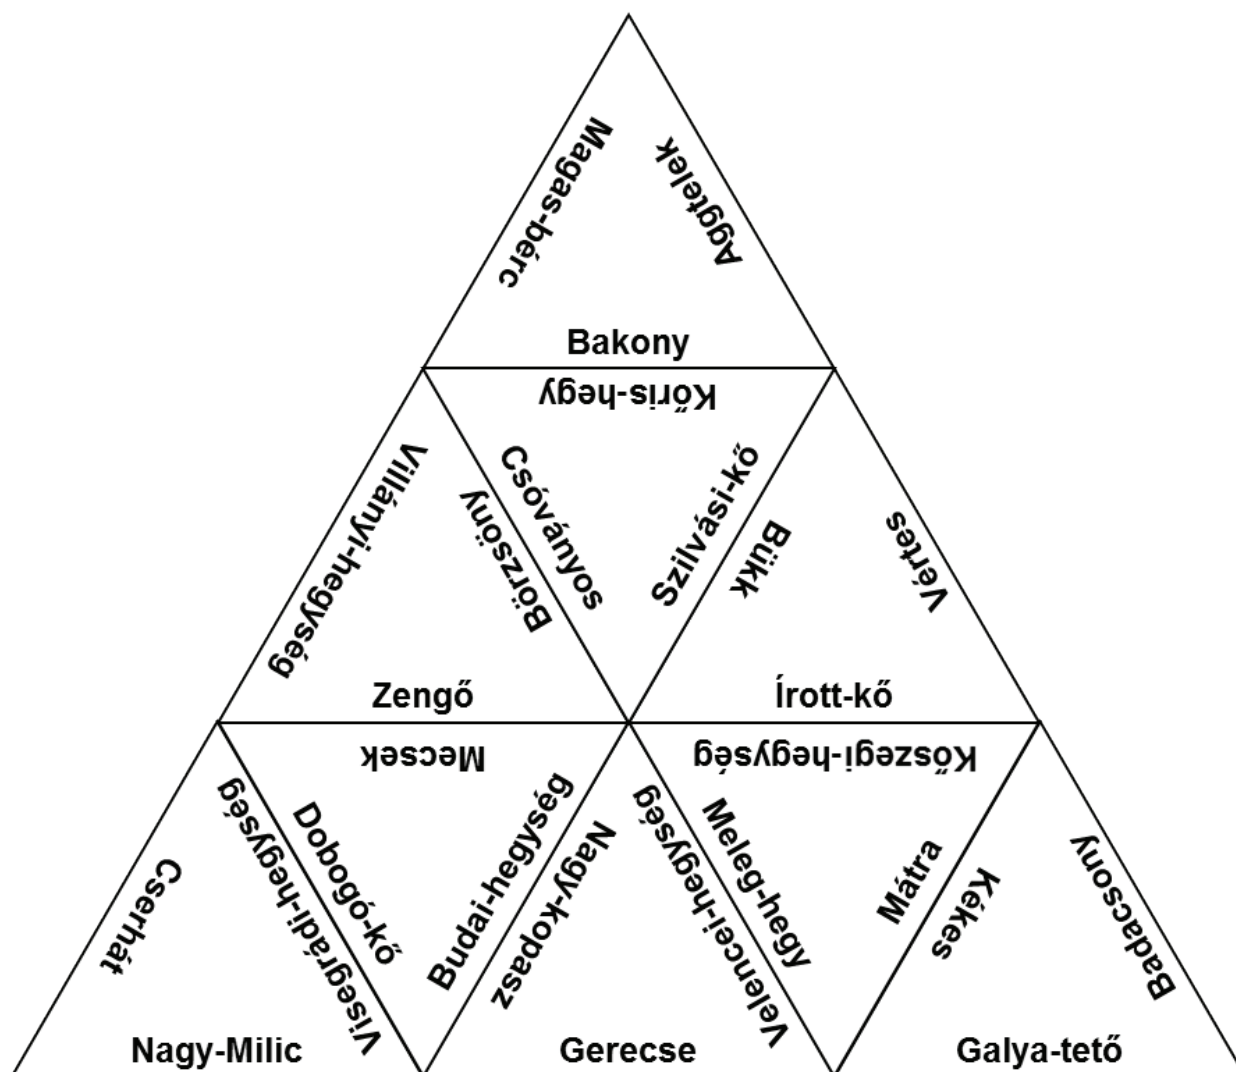 Magas-bérc
Aggtelek
Bakony
Kőris-hegy
Csóványos
Szilvási-kő
Villányi-hegység
Börzsöny
Bükk
Vértes
Zengő
Írott-kő
Mecsek
Kőszegi-hegység
Cserhát
Visegrádi-hegység
Dobogó-kő
Budai-hegység
Nagy-kopasz
Velencei-hegység
Meleg-hegy
Mátra
Kékes
Badacsony
Nagy-Milic
Gerecse
Galya-tető